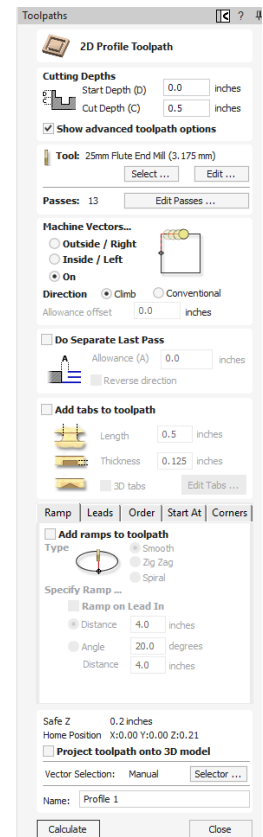 Toolpaths ?
2D Profile Toolpath
Cutting Depths
Start Depth (D) 0.0 inches
Cut Depth (C) 0.5 inches
Show advanced toolpath options
Tool: 25mm Flute End Mill (3.175 mm)
Select ... Edit ...
Passes: 13 Edit Passes ...
Machine Vectors...
Outside / Right
Inside / Left
On
Direction Climb Conventional
Allowance offset 0.0 inches
Do Separate Last Pass
A Allowance (A) 0.0 inches
Reverse direction
Add tabs to toolpath
Length 0.5 inches
Thickness 0.125 inches
3D tabs Edit Tabs ...
Ramp Leads Order Start At Corners
Add ramps to toolpath
Type Smooth
Zig Zag
Spiral
Specify Ramp ...
Ramp on Lead In
Distance 4.0 inches
Angle 20.0 degrees
Distance 4.0 inches
Safe Z 0.2 inches
Home Position X:0.00 Y:0.00 Z:0.21
Project toolpath onto 3D model
Vector Selection: Manual Selector ...
Name: Profile 1
Calculate Close